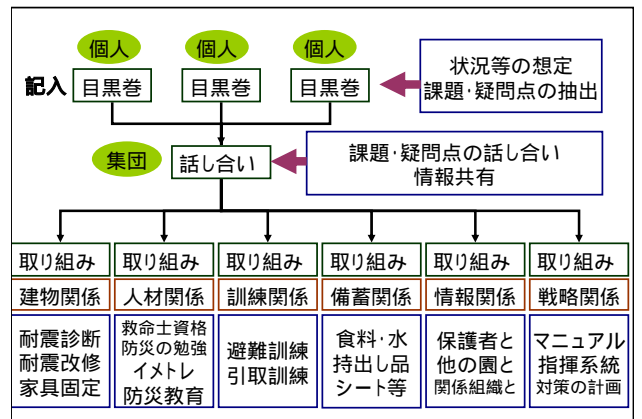 個人 個人 個人
記入 目黒巻 目黒巻 目黒巻
状況等の想定
課題・疑問点の抽出
集団 話し合い
課題・疑問点の話し合い
情報共有
取り組み 取り組み 取り組み 取り組み 取り組み 取り組み
建物関係 人材関係 訓練関係 備蓄関係 情報関係 戦略関係
耐震診断
耐震改修
家具固定
救命士資格
防災の勉強
イメトレ
防災教育
避難訓練
引取訓練
食料・水
持出し品
シート等
保護者と
他の園と
関係組織と
マニュアル
指揮系統
対策の計画